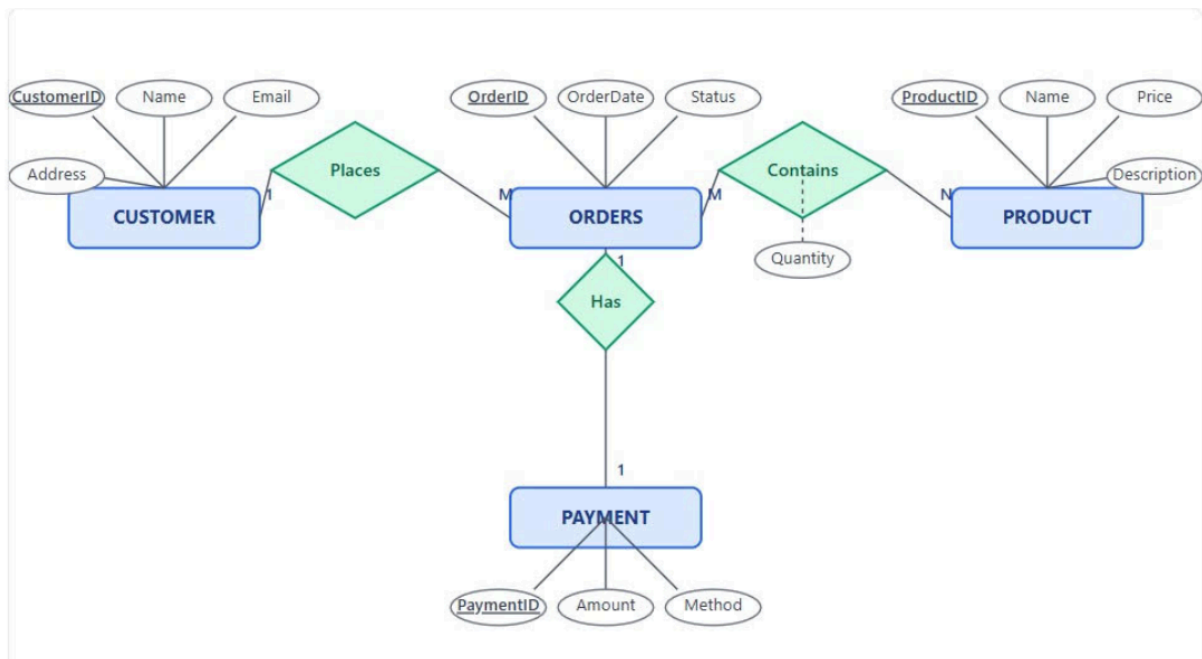 CustomerID
Name
Email
OrderID
OrderDate
Status
ProductID
Name
Price
Address
Places
Contains
Description
1
M
M
N
CUSTOMER
ORDERS
PRODUCT
Quantity
1
Has
1
PAYMENT
PaymentID
Amount
Method